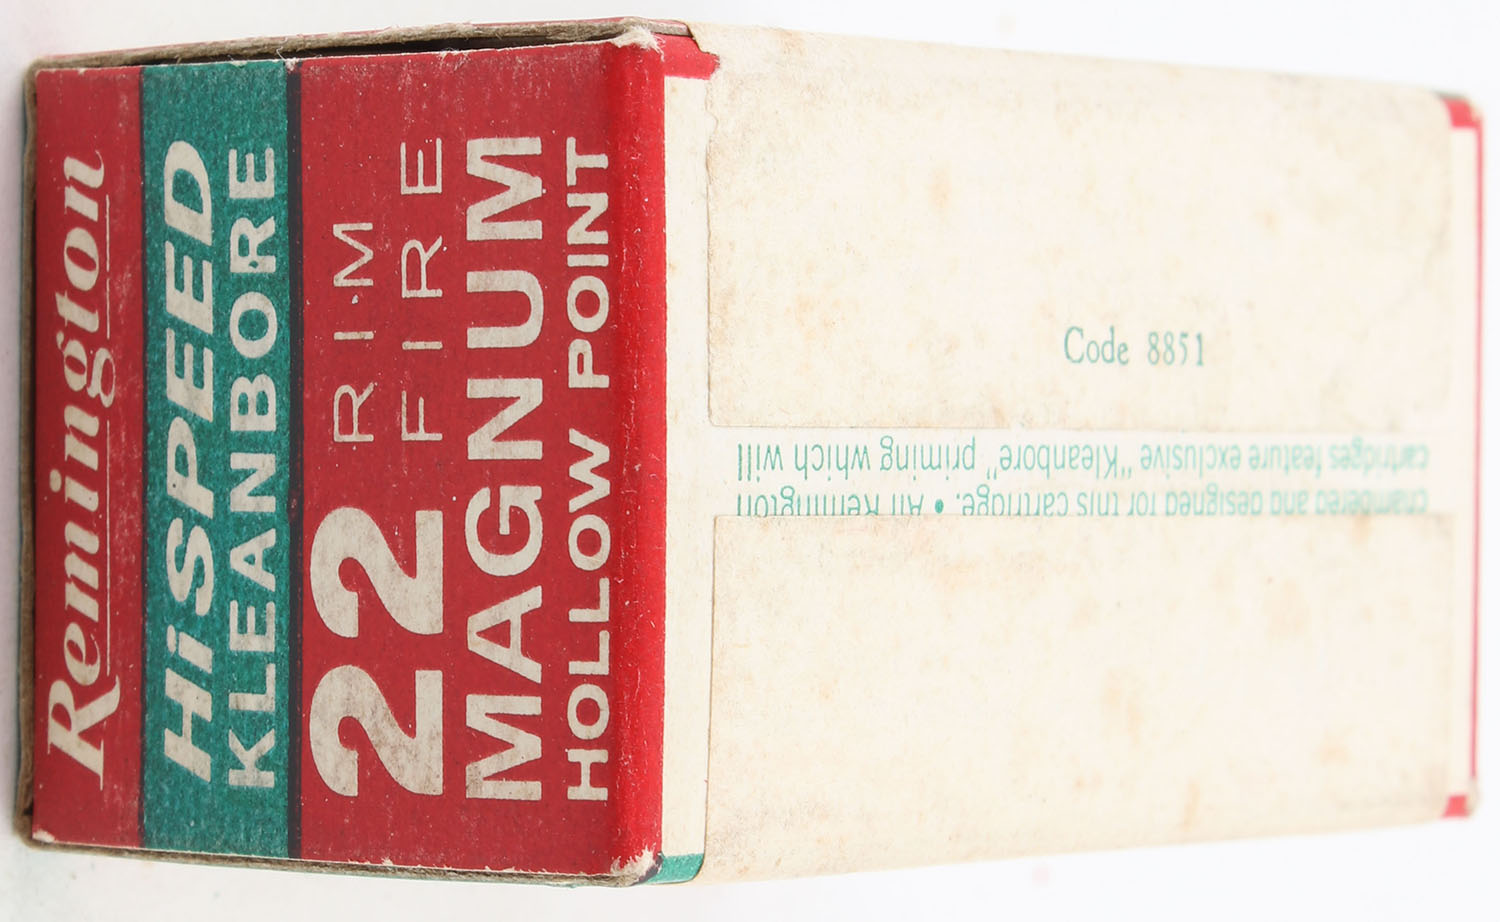 Remington
HiSPEED
KLEANBORE
22 RIM
FIRE
MAGNUM
HOLLOW POINT
Code 8851
chambered and designed for this cartridge. • All Remington
cartridges feature exclusive "Kleanbore" priming which will